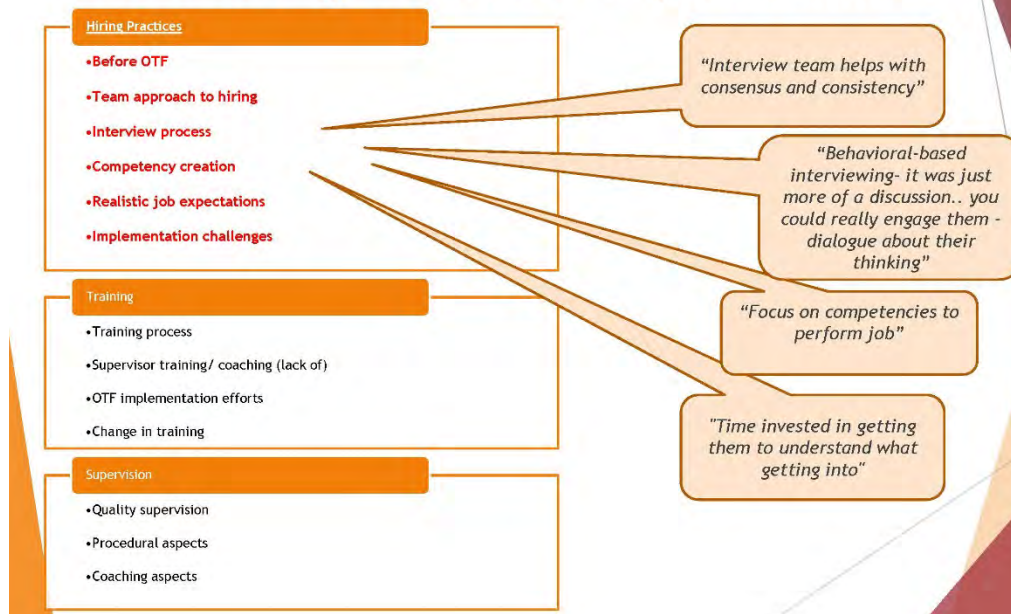 Hiring Practices
•Before OTF
•Team approach to hiring
•Interview process
•Competency creation
•Realistic job expectations
•Implementation challenges
Training
•Training process
•Supervisor training/ coaching (lack of)
•OTF implementation efforts
•Change in training
Supervision
•Quality supervision
•Procedural aspects
•Coaching aspects
“Interview team helps with
consensus and consistency”
“Behavioral-based
interviewing- it was just
more of a discussion.. you
could really engage them -
dialogue about their
thinking”
“Focus on competencies to
perform job”
"Time invested in getting
them to understand what
getting into"